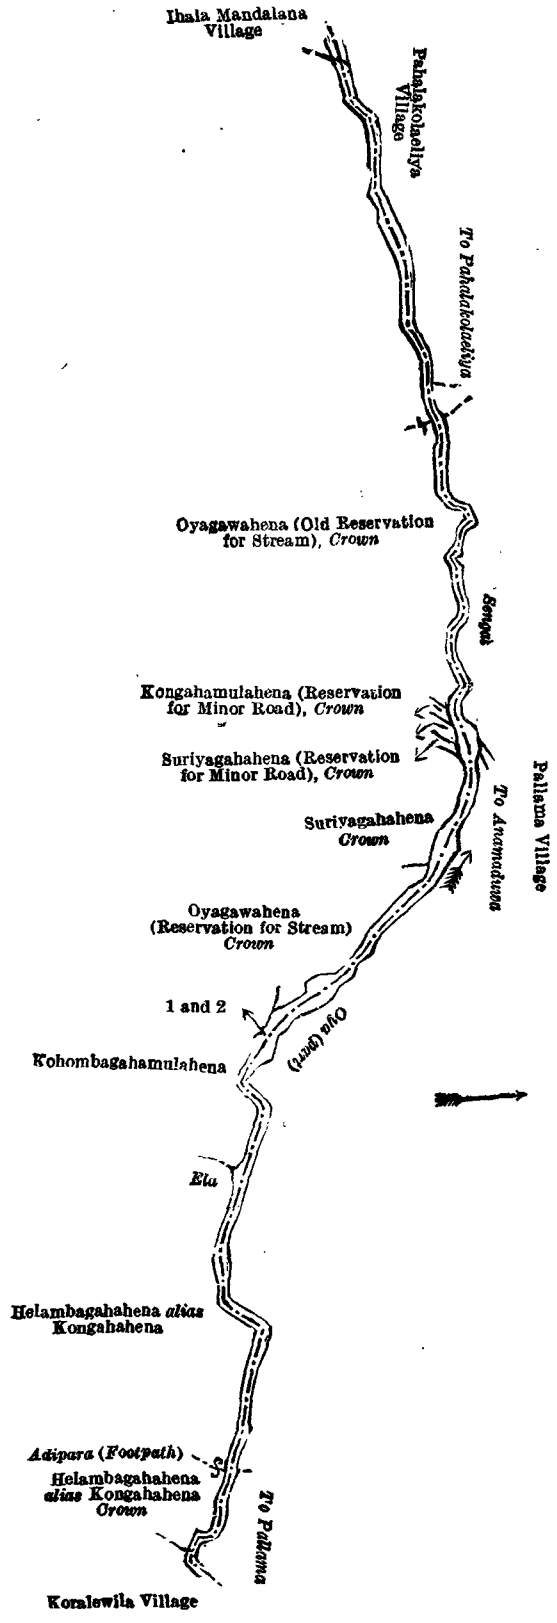 Ihala Mandalana
Village
Pahalakolaeliya
Village
To Pahalakolaeliya
Oyagawahena (Old Reservation
for Stream), Crown
Sengal
Kongahamulahena (Reservation
for Minor Road), Crown
Suriyagahahena (Reservation
for Minor Road), Crown
Pallama Village
To Anamaduwa
Suriyagahahena
Crown
Oyagawahena
(Reservation for Stream)
Crown
1 and 2
Oya (part)
Kohombagahamulahena
Ela
Helambagahahena alias
Kongahahena
Adipara (Footpath)
Helambagahahena
alias Kongahahena
Crown
To Pallama
Koralewila Village